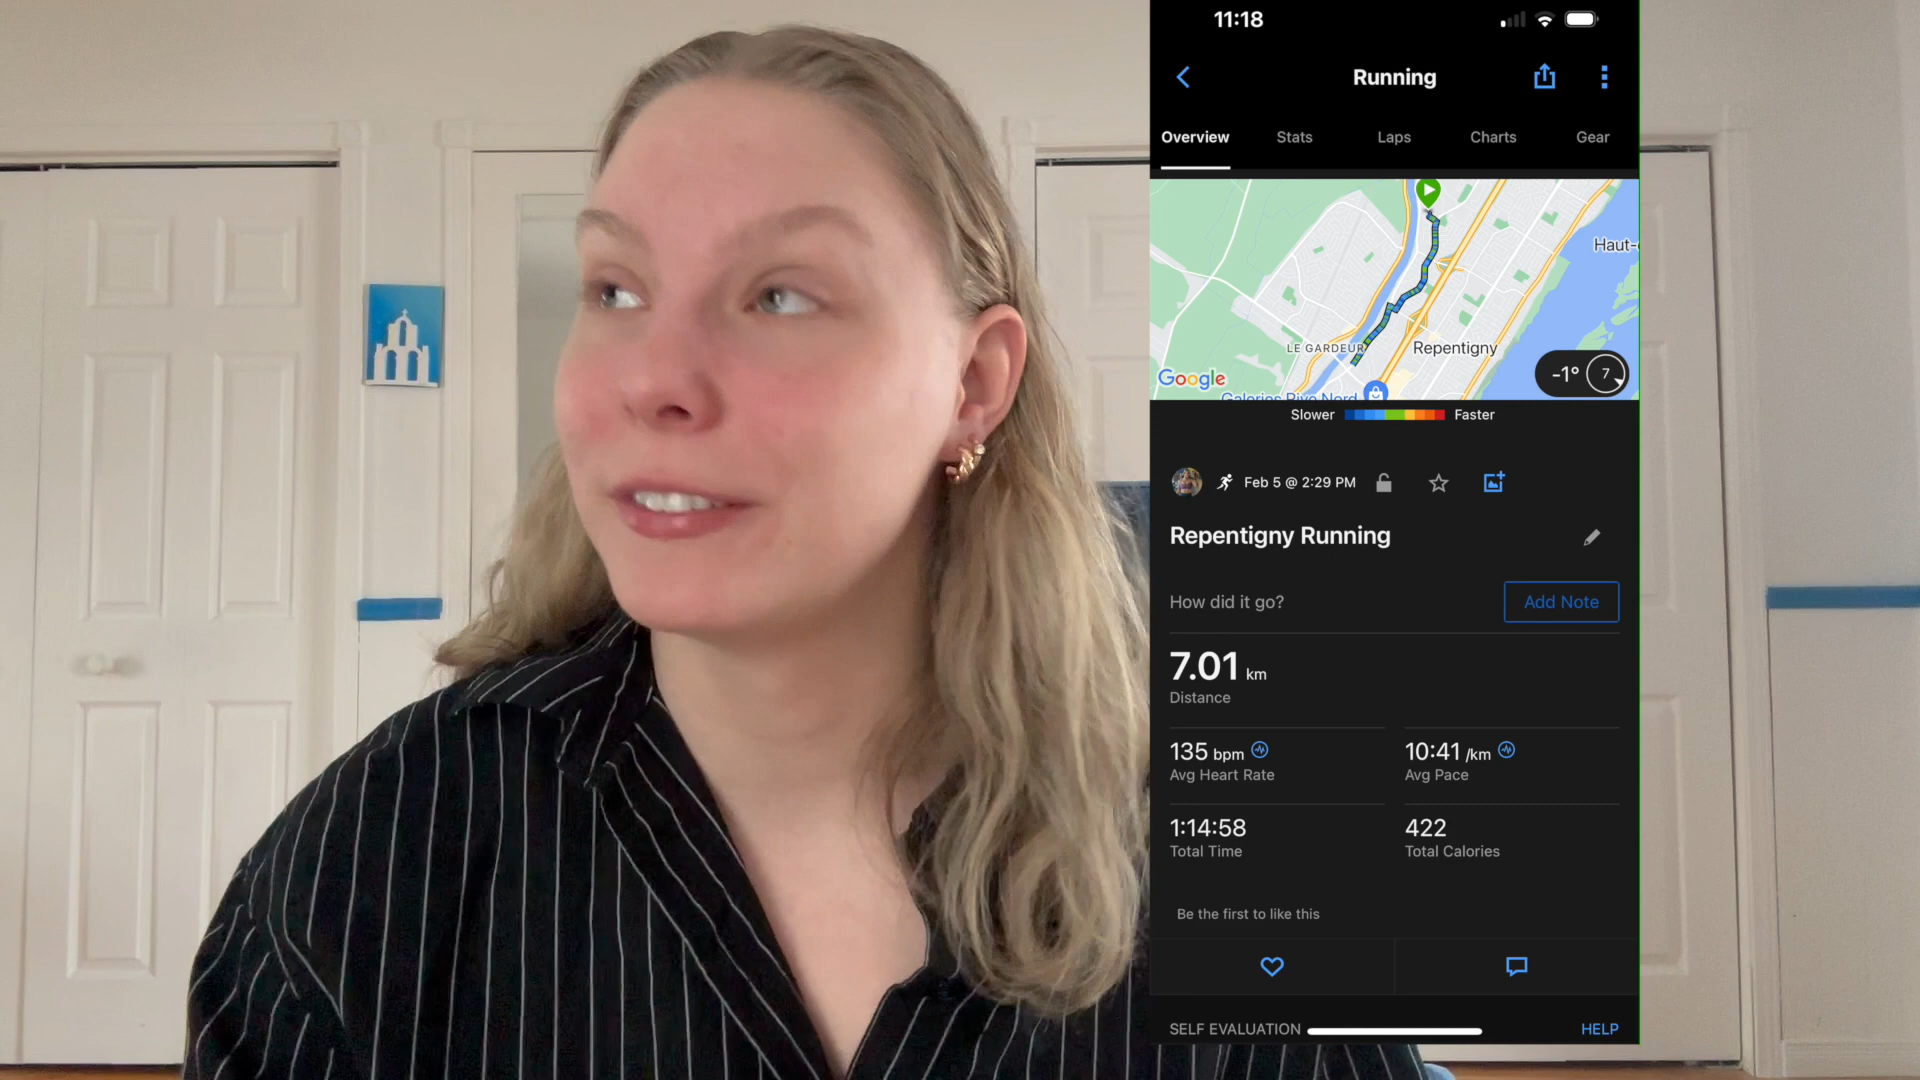 11:18
Running
Overview Stats Laps Charts Gear
Haut-
LE GARDEUR
Repentigny
Google
Galeries Rive Nord
-1° 7
Slower Faster
Feb 5 @ 2:29 PM
Repentigny Running
How did it go? Add Note
7.01 km
Distance
135 bpm 10:41 /km
Avg Heart Rate Avg Pace
1:14:58 422
Total Time Total Calories
Be the first to like this
SELF EVALUATION HELP